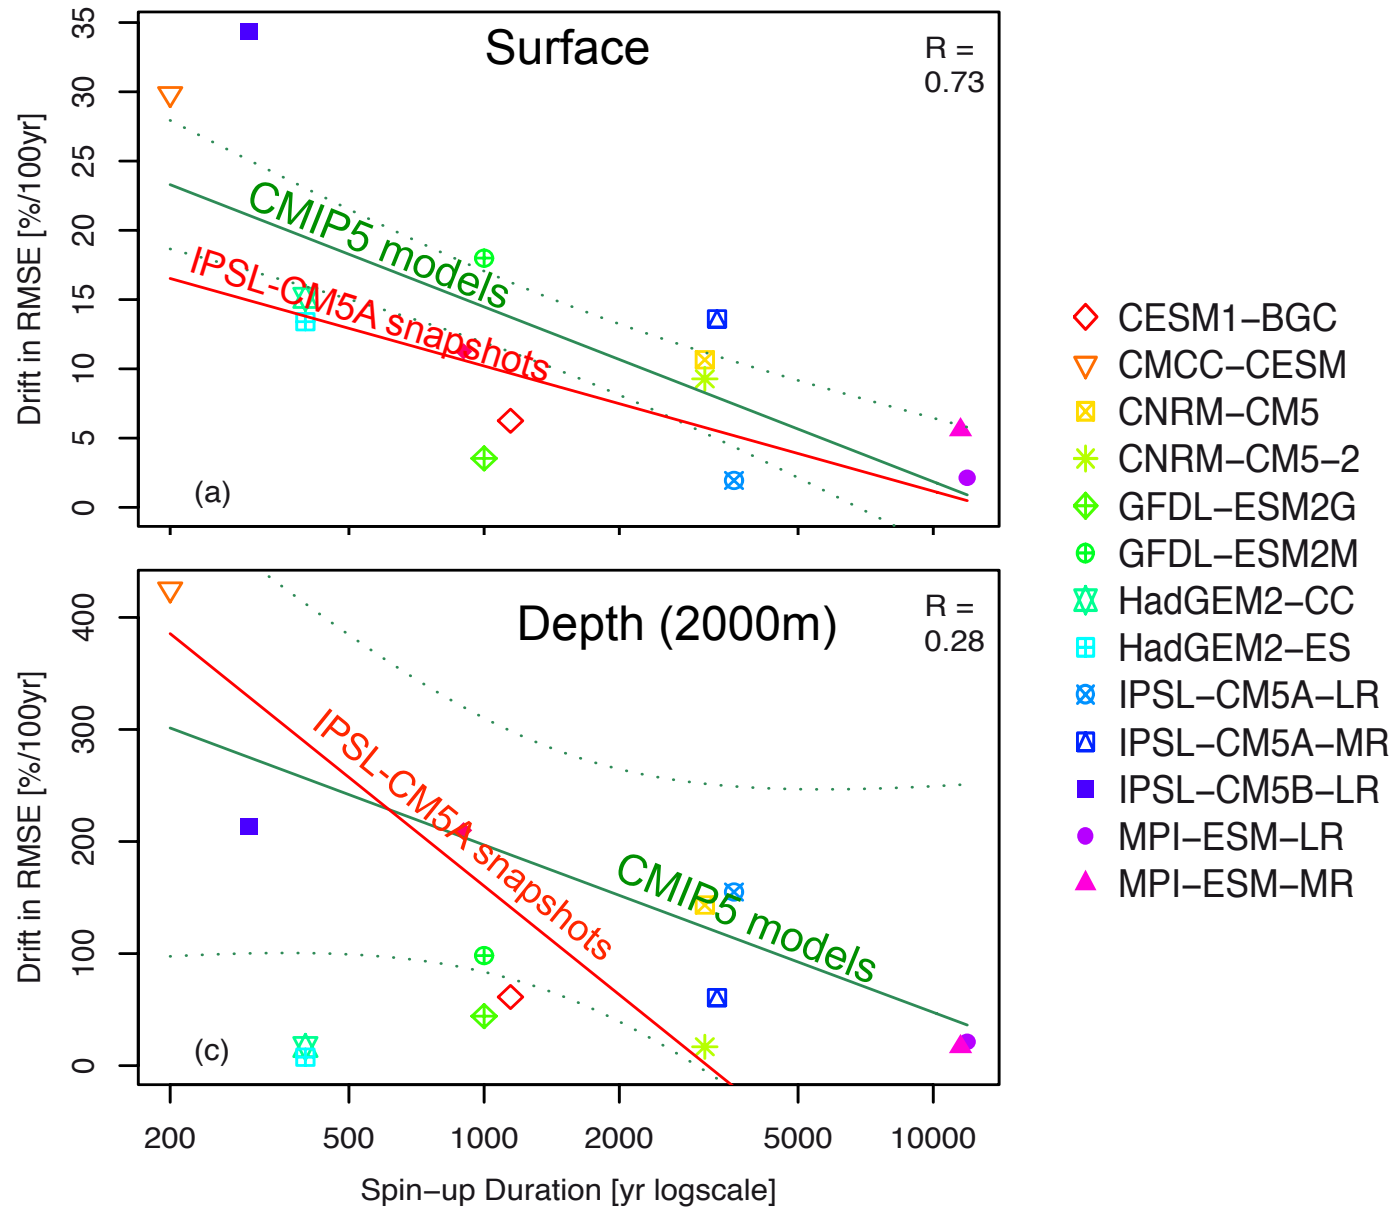 Surface
R =
0.73
35
30
25
20
15
10
5
0
Drift in RMSE [%/100yr]
CMIP5 models
IPSL-CM5A snapshots
(a)
Depth (2000m)
R =
0.28
400
300
200
100
0
Drift in RMSE [%/100yr]
IPSL-CM5A snapshots
CMIP5 models
(c)
200 500 1000 2000 5000 10000
Spin−up Duration [yr logscale]
CESM1−BGC
CMCC−CESM
CNRM−CM5
CNRM−CM5−2
GFDL−ESM2G
GFDL−ESM2M
HadGEM2−CC
HadGEM2−ES
IPSL−CM5A−LR
IPSL−CM5A−MR
IPSL−CM5B−LR
MPI−ESM−LR
MPI−ESM−MR